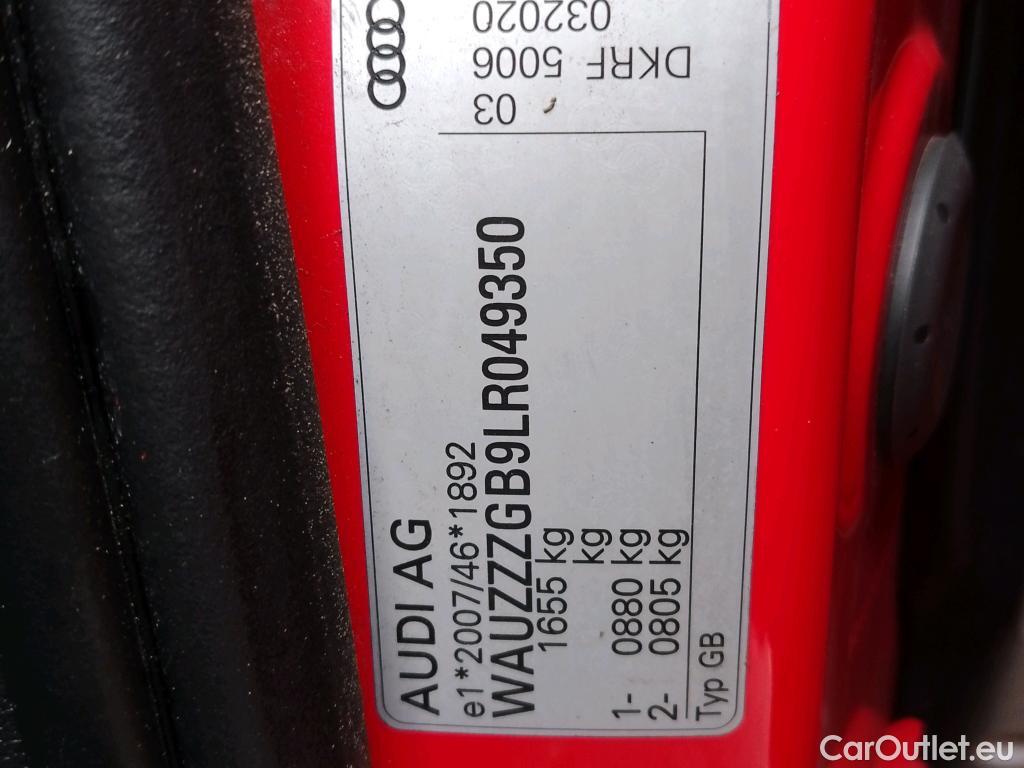 AUDI AG
e1*2007/46*1892
WAUZZZGB9LR049350
1655 kg
kg
1- 0880 kg
2- 0805 kg
Typ GB
03
DKRF 5006
032020
CarOutlet.eu